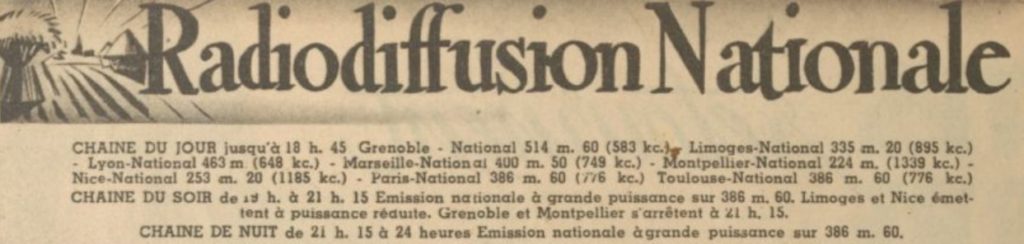 Radiodiffusion Nationale
CHAINE DU JOUR jusqu'à 18 h. 45 Grenoble - National 514 m. 60 (583 kc.), Limoges-National 335 m. 20 (895 kc.)
- Lyon-National 463 m (648 kc.) - Marseille-National 400 m. 50 (749 kc.) - Montpellier-National 224 m. (1339 kc.) -
Nice-National 253 m. 20 (1185 kc.) - Paris-National 386 m. 60 (776 kc.) Toulouse-National 386 m. 60 (776 kc.)
CHAINE DU SOIR de 19 h. à 21 h. 15 Emission nationale à grande puissance sur 386 m. 60. Limoges et Nice émet-
tent à puissance réduite. Grenoble et Montpellier s'arrêtent à 21 h. 15.
CHAINE DE NUIT de 21 h. 15 à 24 heures Emission nationale à grande puissance sur 386 m. 60.